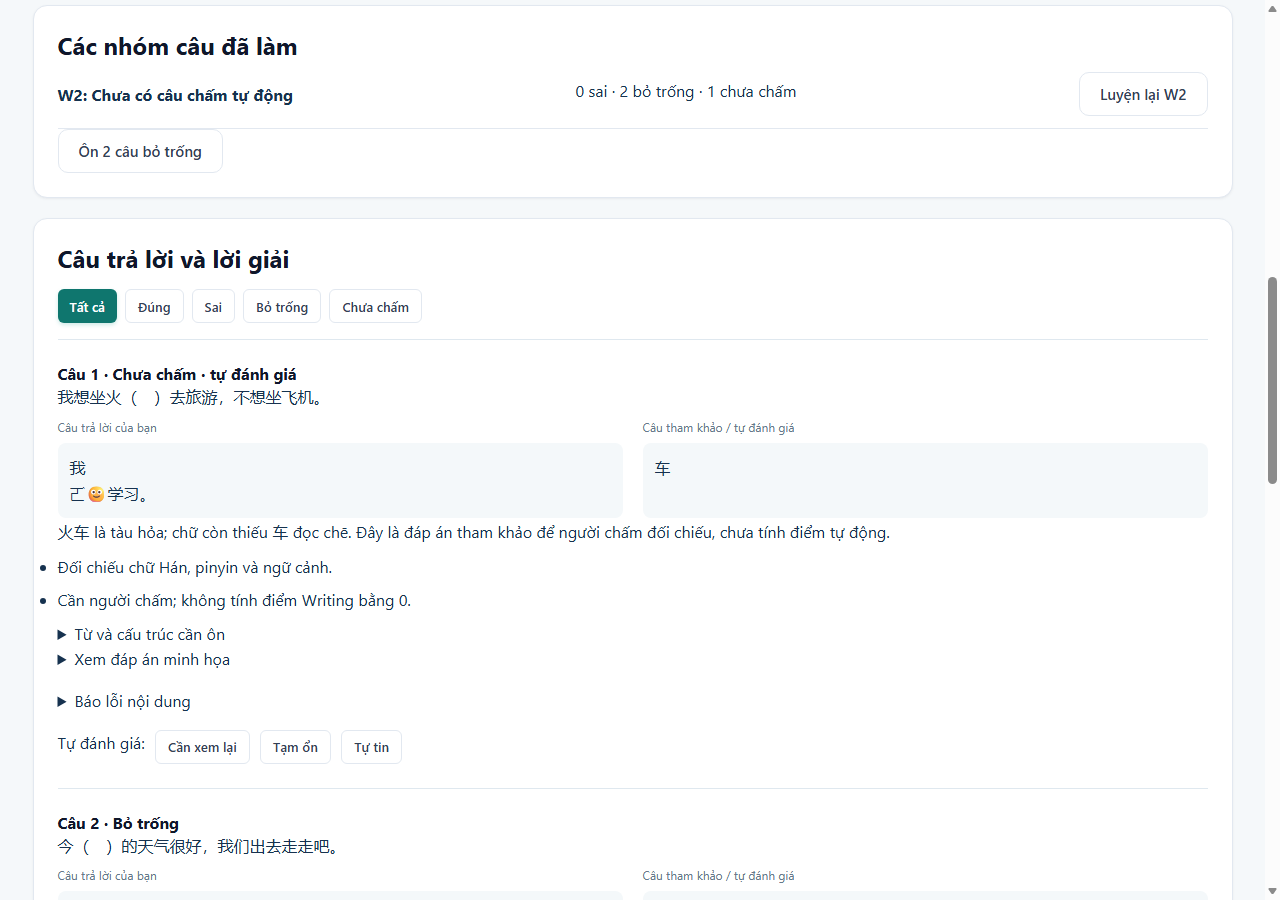 Các nhóm câu đã làm
W2: Chưa có câu chấm tự động
0 sai · 2 bỏ trống · 1 chưa chấm
Luyện lại W2
Ôn 2 câu bỏ trống
Câu trả lời và lời giải
Tất cả
Đúng
Sai
Bỏ trống
Chưa chấm
Câu 1 · Chưa chấm · tự đánh giá
我想坐火（　）去旅游，不想坐飞机。
Câu trả lời của bạn
Câu tham khảo / tự đánh giá
我
🙂学习。
车
火车 là tàu hỏa; chữ còn thiếu 车 đọc chē. Đây là đáp án tham khảo để người chấm đối chiếu, chưa tính điểm tự động.
Đối chiếu chữ Hán, pinyin và ngữ cảnh.
Cần người chấm; không tính điểm Writing bằng 0.
Từ và cấu trúc cần ôn
Xem đáp án minh họa
Báo lỗi nội dung
Tự đánh giá:
Cần xem lại
Tạm ổn
Tự tin
Câu 2 · Bỏ trống
今（　）的天气很好，我们出去走走吧。
Câu trả lời của bạn
Câu tham khảo / tự đánh giá